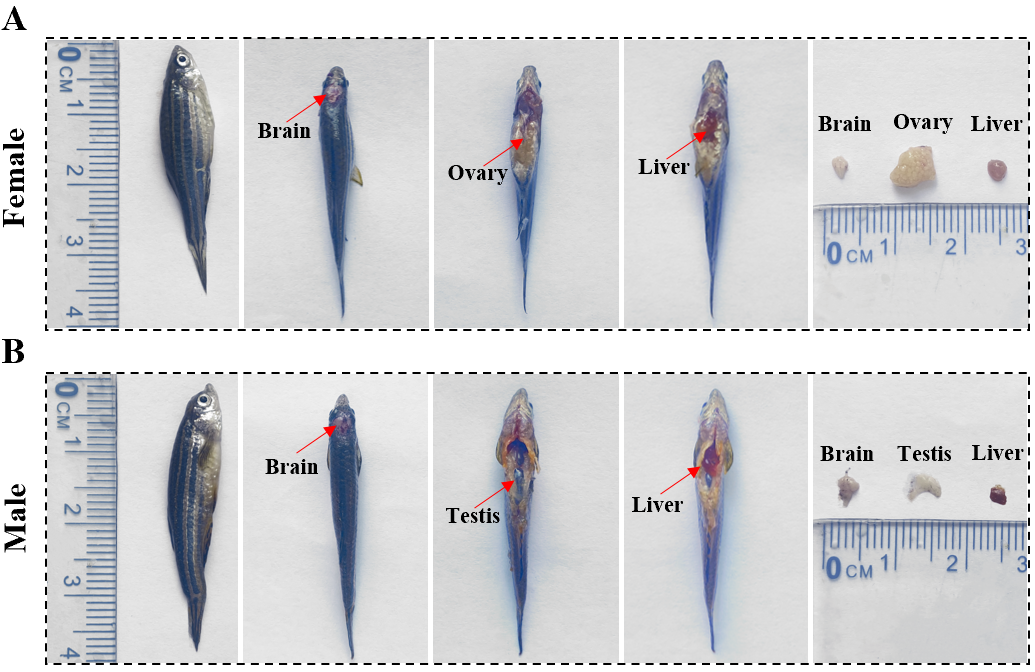 A
Female
0 CM 1 2 3 4
Brain
Ovary
Liver
Brain Ovary Liver
0 CM 1 2 3
B
Male
0 CM 1 2 3 4
Brain
Testis
Liver
Brain Testis Liver
0 CM 1 2 3